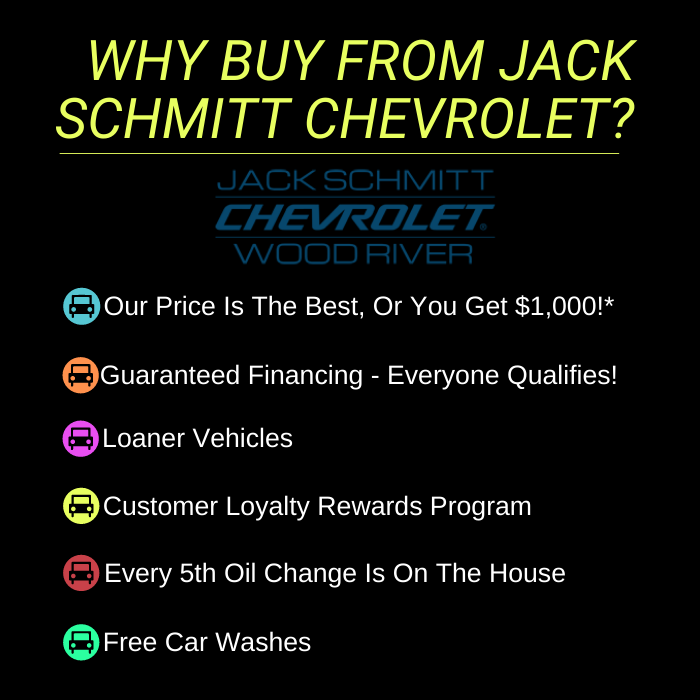 WHY BUY FROM JACK
SCHMITT CHEVROLET?
JACK SCHMITT
CHEVROLET®
WOOD RIVER
Our Price Is The Best, Or You Get $1,000!*
Guaranteed Financing - Everyone Qualifies!
Loaner Vehicles
Customer Loyalty Rewards Program
Every 5th Oil Change Is On The House
Free Car Washes